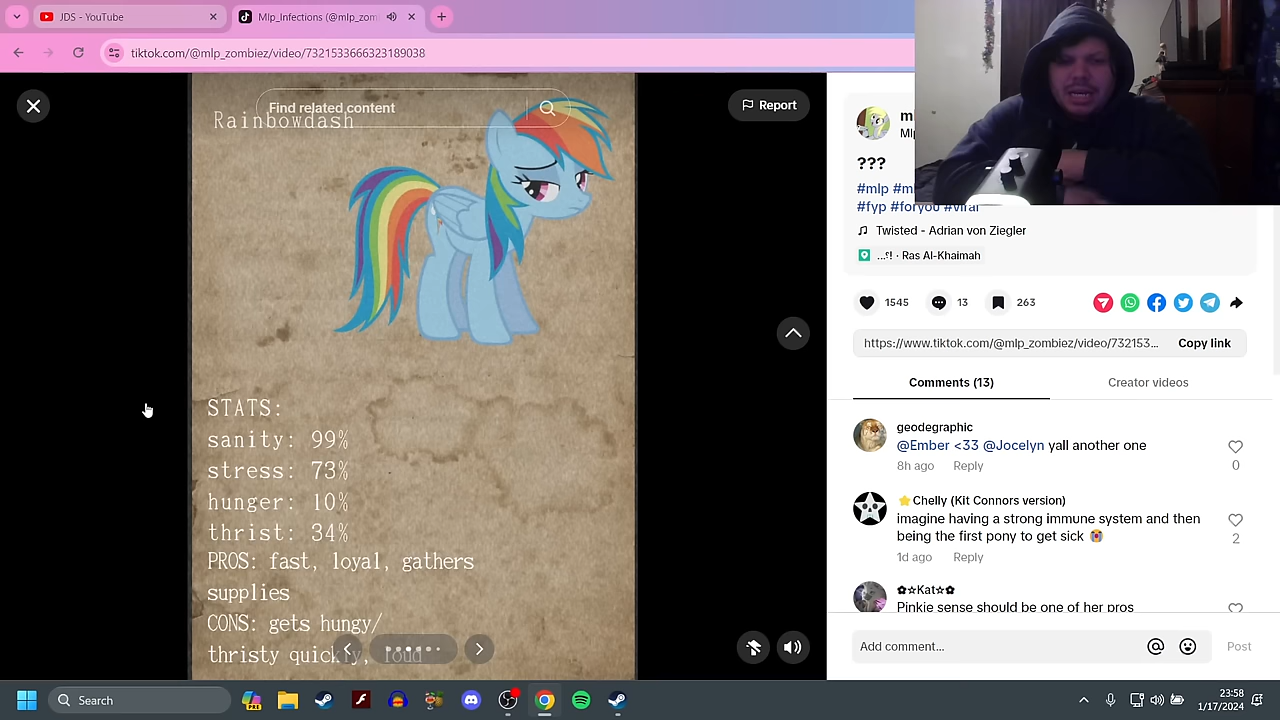 JDS - YouTube
Mlp_Infections (@mlp_zom
tiktok.com/@mlp_zombiez/video/7321533666323189038
Find related content
Report
Rainbowdash
STATS:
sanity: 99%
stress: 73%
hunger: 10%
thrist: 34%
PROS: fast, loyal, gathers
supplies
CONS: gets hungy/
thristy quickly, loud
???
#mlp #m
#fyp #foryou #viral
Twisted - Adrian von Ziegler
· Ras Al-Khaimah
1545
13
263
https://www.tiktok.com/@mlp_zombiez/video/732153...
Copy link
Comments (13)
Creator videos
geodegraphic
@Ember <33 @Jocelyn yall another one
8h ago
Reply
0
⭐Chelly (Kit Connors version)
imagine having a strong immune system and then
being the first pony to get sick 😭
1d ago
Reply
2
✿☆Kat☆✿
Pinkie sense should be one of her pros
Add comment...
Post
Search
PRE
23:58
1/17/2024